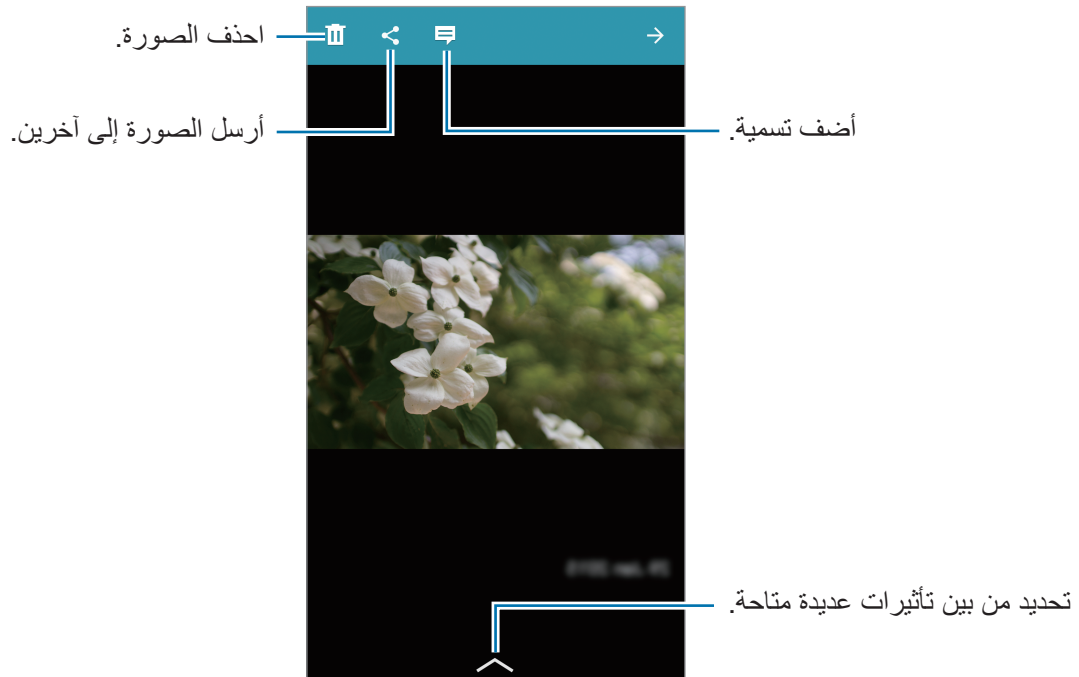 احذف الصورة.
أرسل الصورة إلى آخرين.
أضف تسمية.
تحديد من بين تأثيرات عديدة متاحة.